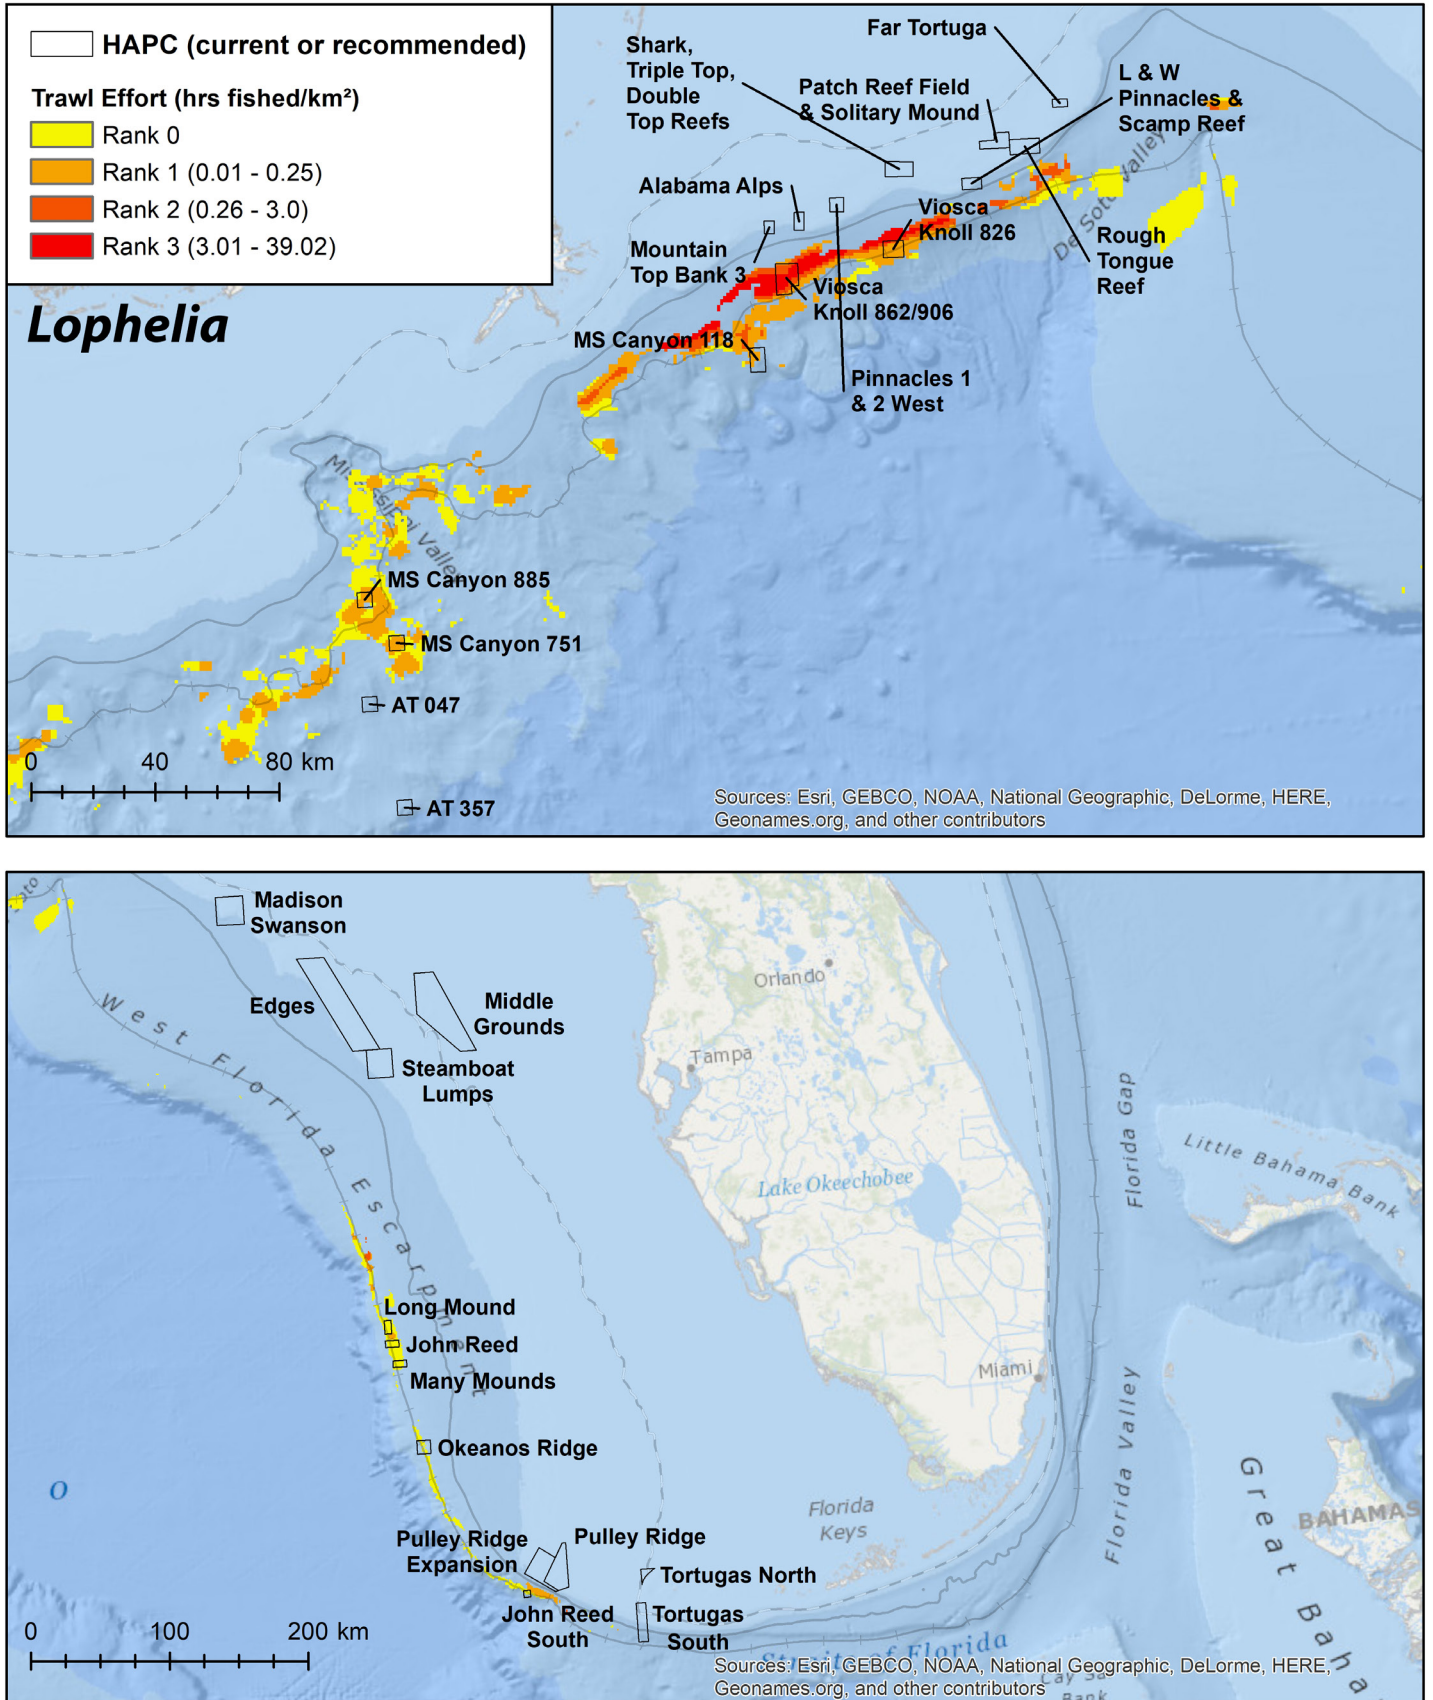 HAPC (current or recommended)
Trawl Effort (hrs fished/km²)
Rank 0
Rank 1 (0.01 - 0.25)
Rank 2 (0.26 - 3.0)
Rank 3 (3.01 - 39.02)
Lophelia
Far Tortuga
Shark,
Triple Top,
Double
Top Reefs
Patch Reef Field
& Solitary Mound
L & W
Pinnacles &
Scamp Reef
Alabama Alps
Mountain
Top Bank 3
Viosca
Knoll 826
De Soto Valley
Rough
Tongue
Reef
Viosca
Knoll 862/906
MS Canyon 118
Pinnacles 1
& 2 West
MS Canyon 885
MS Canyon 751
AT 047
AT 357
0 40 80 km
Sources: Esri, GEBCO, NOAA, National Geographic, DeLorme, HERE,
Geonames.org, and other contributors
Madison
Swanson
Edges
Middle
Grounds
Steamboat
Lumps
West Florida Escarpment
Orlando
Tampa
Lake Okeechobee
Miami
Florida Gap
Little Bahama Bank
Long Mound
John Reed
Many Mounds
Okeanos Ridge
O
Florida Valley
Great Baha
BAHAMAS
Florida
Keys
Pulley Ridge
Expansion
Pulley Ridge
Tortugas North
John Reed
South
Tortugas
South
Straits of Florida
0 100 200 km
Sources: Esri, GEBCO, NOAA, National Geographic, DeLorme, HERE,
Geonames.org, and other contributors